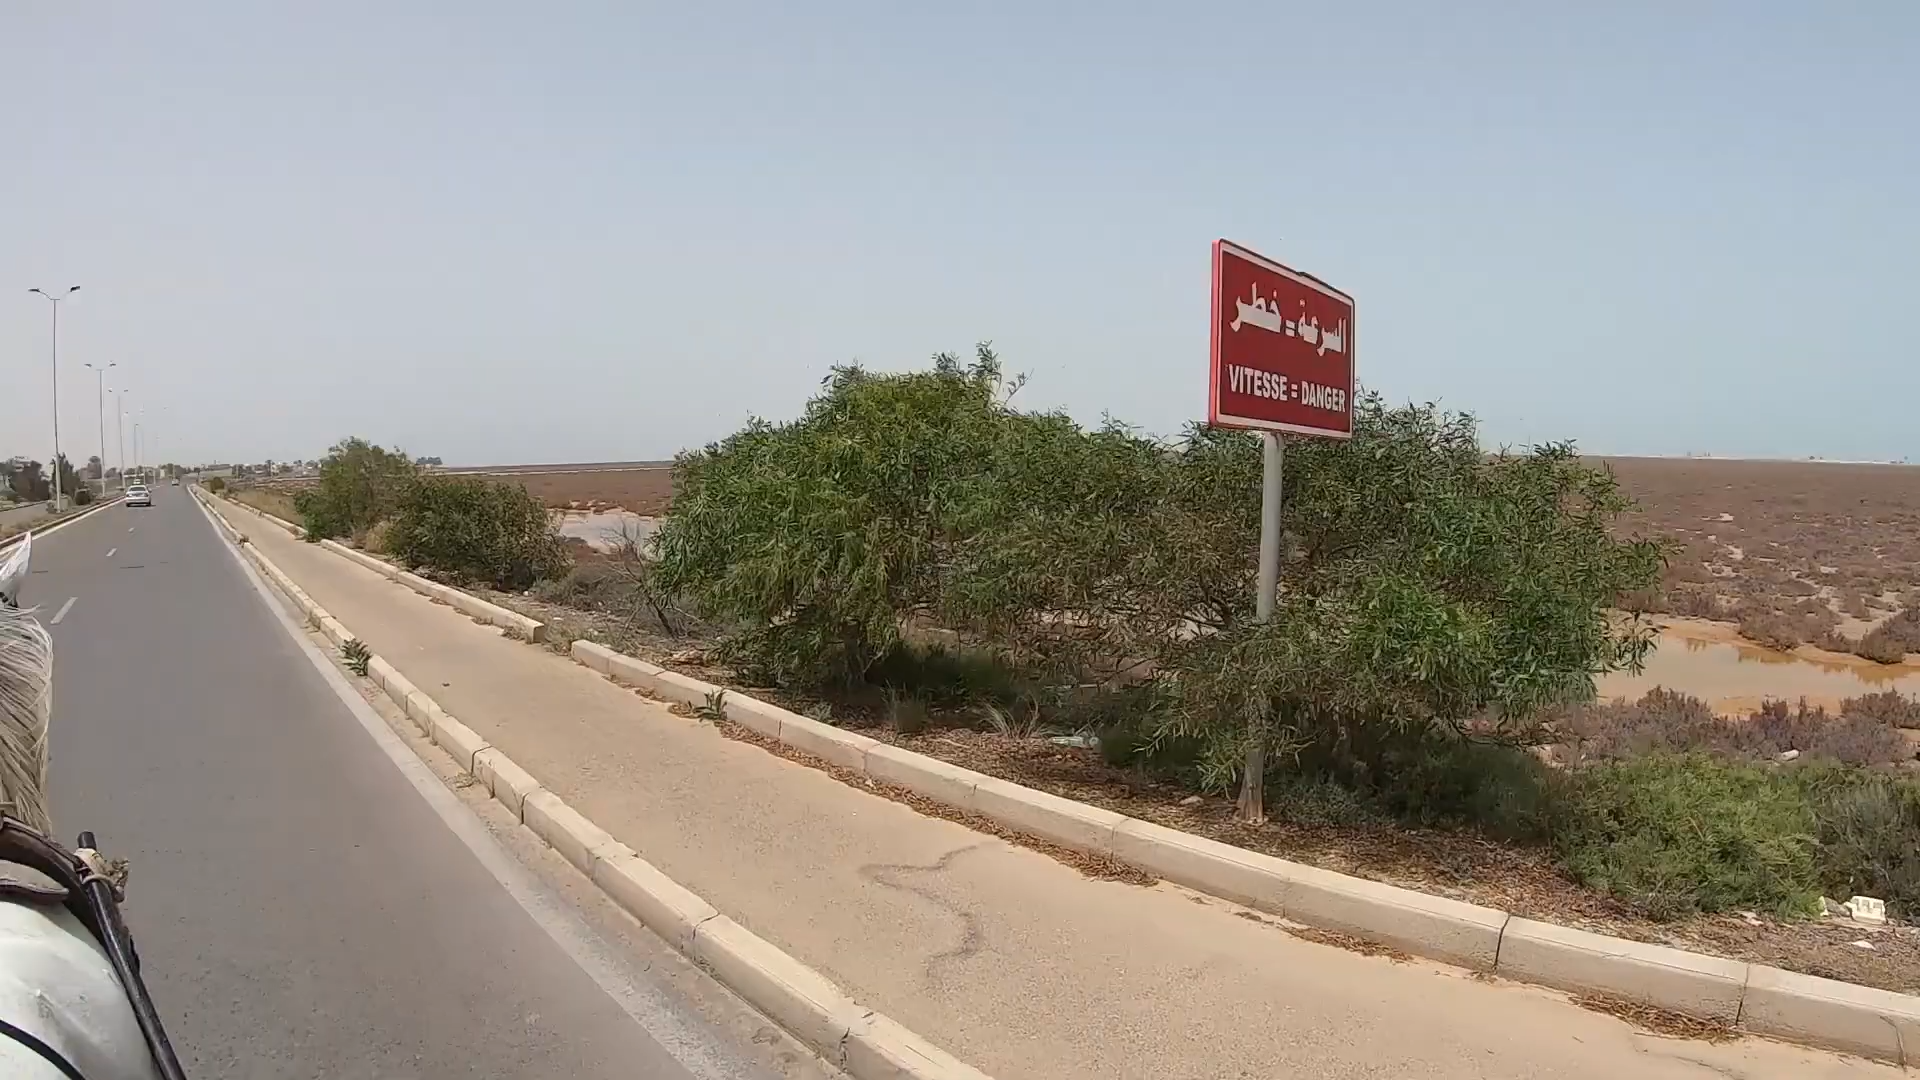 السرعة = خطر
VITESSE = DANGER